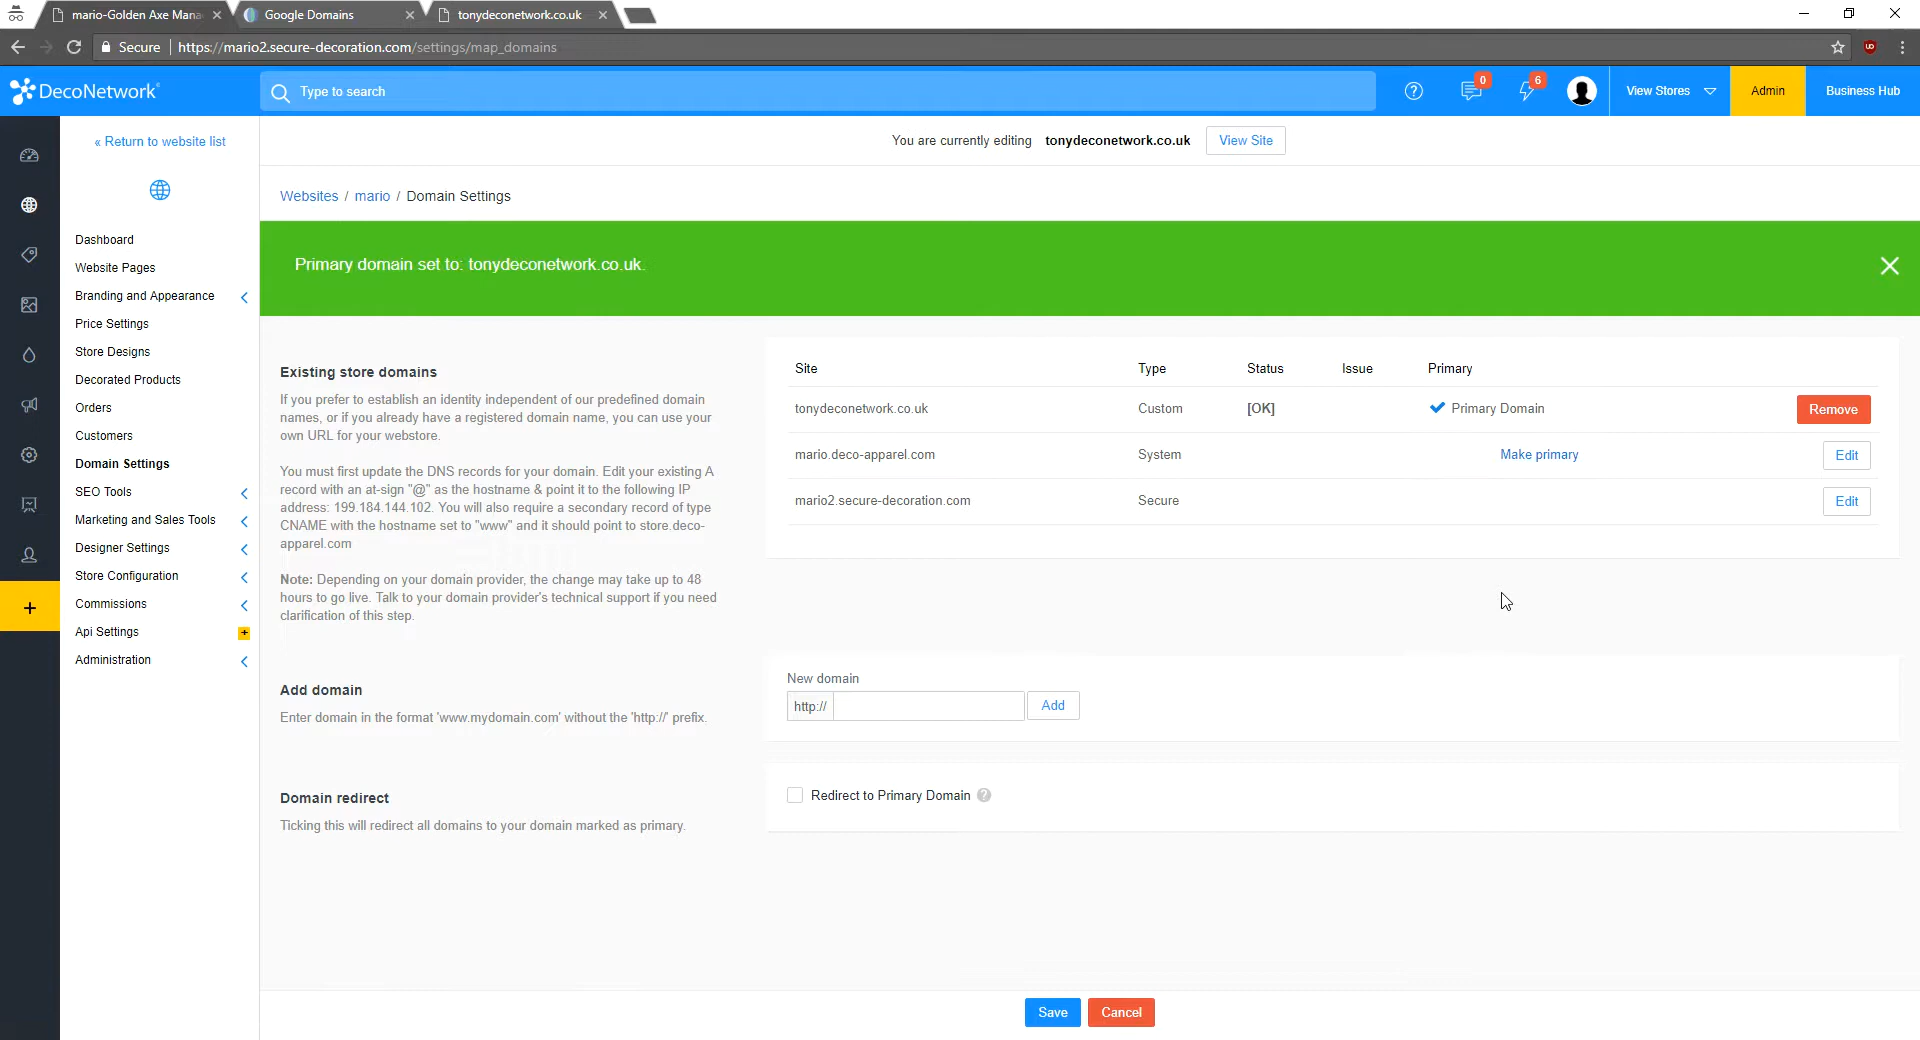 mario-Golden Axe Mana
Google Domains
tonydeconetwork.co.uk
Secure
https://mario2.secure-decoration.com/settings/map_domains
DecoNetwork
Type to search
0
6
View Stores
Admin
Business Hub
« Return to website list
You are currently editing tonydeconetwork.co.uk
View Site
Websites / mario / Domain Settings
Primary domain set to: tonydeconetwork.co.uk.
Dashboard
Website Pages
Branding and Appearance
Price Settings
Store Designs
Decorated Products
Orders
Customers
Domain Settings
SEO Tools
Marketing and Sales Tools
Designer Settings
Store Configuration
Commissions
Api Settings
Administration
Existing store domains
If you prefer to establish an identity independent of our predefined domain
names, or if you already have a registered domain name, you can use your
own URL for your webstore.
You must first update the DNS records for your domain. Edit your existing A
record with an at-sign "@" as the hostname & point it to the following IP
address: 199.184.144.102. You will also require a secondary record of type
CNAME with the hostname set to "www" and it should point to store.deco-
apparel.com
Note: Depending on your domain provider, the change may take up to 48
hours to go live. Talk to your domain provider's technical support if you need
clarification of this step.
Site Type Status Issue Primary
tonydeconetwork.co.uk Custom [OK] Primary Domain Remove
mario.deco-apparel.com System Make primary Edit
mario2.secure-decoration.com Secure Edit
Add domain
Enter domain in the format 'www.mydomain.com' without the 'http://' prefix.
New domain
http://
Add
Domain redirect
Ticking this will redirect all domains to your domain marked as primary.
Redirect to Primary Domain ?
Save
Cancel